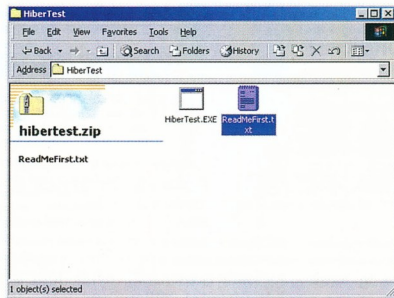 HiberTest
File Edit View Favorites Tools Help
Back Search Folders History
Address HiberTest
hibertest.zip
ReadMeFirst.txt
HiberTest.EXE
ReadMeFirst.t
xt
1 object(s) selected